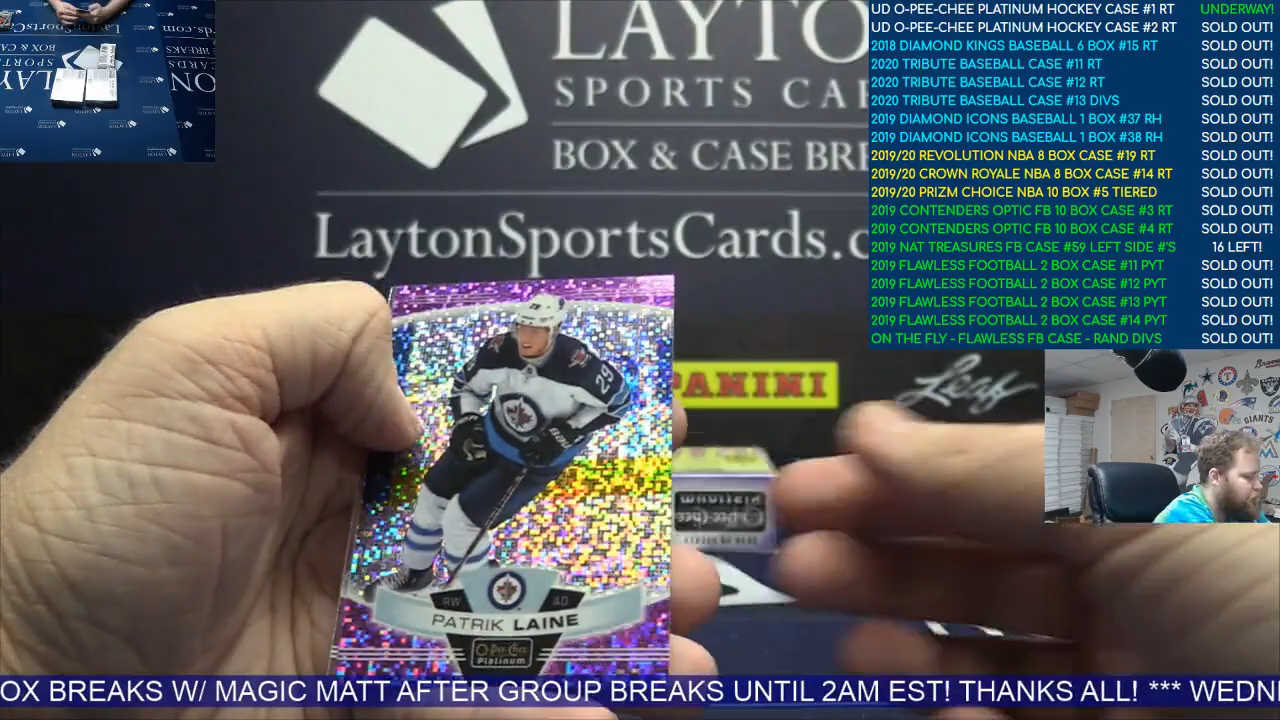 UD O-PEE-CHEE PLATINUM HOCKEY CASE #1 RT UNDERWAY!
UD O-PEE-CHEE PLATINUM HOCKEY CASE #2 RT SOLD OUT!
2018 DIAMOND KINGS BASEBALL 6 BOX #15 RT SOLD OUT!
2020 TRIBUTE BASEBALL CASE #11 RT SOLD OUT!
2020 TRIBUTE BASEBALL CASE #12 RT SOLD OUT!
2020 TRIBUTE BASEBALL CASE #13 DIVS SOLD OUT!
2019 DIAMOND ICONS BASEBALL 1 BOX #37 RH SOLD OUT!
2019 DIAMOND ICONS BASEBALL 1 BOX #38 RH SOLD OUT!
2019/20 REVOLUTION NBA 8 BOX CASE #19 RT SOLD OUT!
2019/20 CROWN ROYALE NBA 8 BOX CASE #14 RT SOLD OUT!
2019/20 PRIZM CHOICE NBA 10 BOX #5 TIERED SOLD OUT!
2019 CONTENDERS OPTIC FB 10 BOX CASE #3 RT SOLD OUT!
2019 CONTENDERS OPTIC FB 10 BOX CASE #4 RT SOLD OUT!
2019 NAT TREASURES FB CASE #59 LEFT SIDE #'S 16 LEFT!
2019 FLAWLESS FOOTBALL 2 BOX CASE #11 PYT SOLD OUT!
2019 FLAWLESS FOOTBALL 2 BOX CASE #12 PYT SOLD OUT!
2019 FLAWLESS FOOTBALL 2 BOX CASE #13 PYT SOLD OUT!
2019 FLAWLESS FOOTBALL 2 BOX CASE #14 PYT SOLD OUT!
ON THE FLY - FLAWLESS FB CASE - RAND DIVS SOLD OUT!
LAYTO
SPORTS CA
BOX & CASE BRE
LaytonSportsCards.c
PANINI
Leaf
GIANTS
29
29
RW AD
PATRIK LAINE
O-Pee-Chee
Platinum
OX BREAKS W/ MAGIC MATT AFTER GROUP BREAKS UNTIL 2AM EST! THANKS ALL! *** WEDN